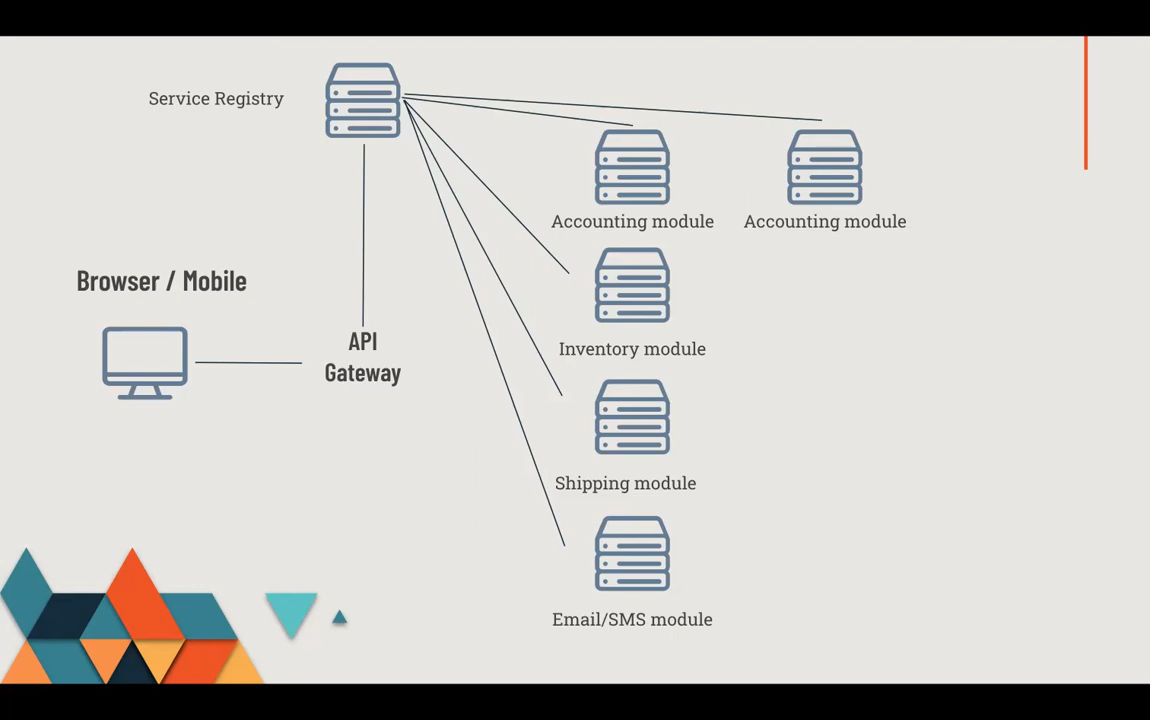 Service Registry
Accounting module
Accounting module
Browser / Mobile
API
Gateway
Inventory module
Shipping module
Email/SMS module